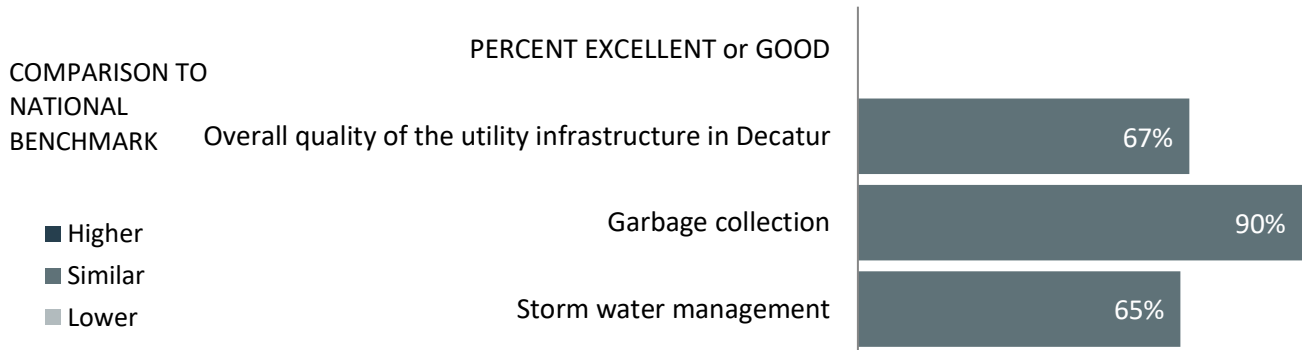 PERCENT EXCELLENT or GOOD
COMPARISON TO
NATIONAL
BENCHMARK
Overall quality of the utility infrastructure in Decatur
67%
Garbage collection
90%
Storm water management
65%
Higher
Similar
Lower